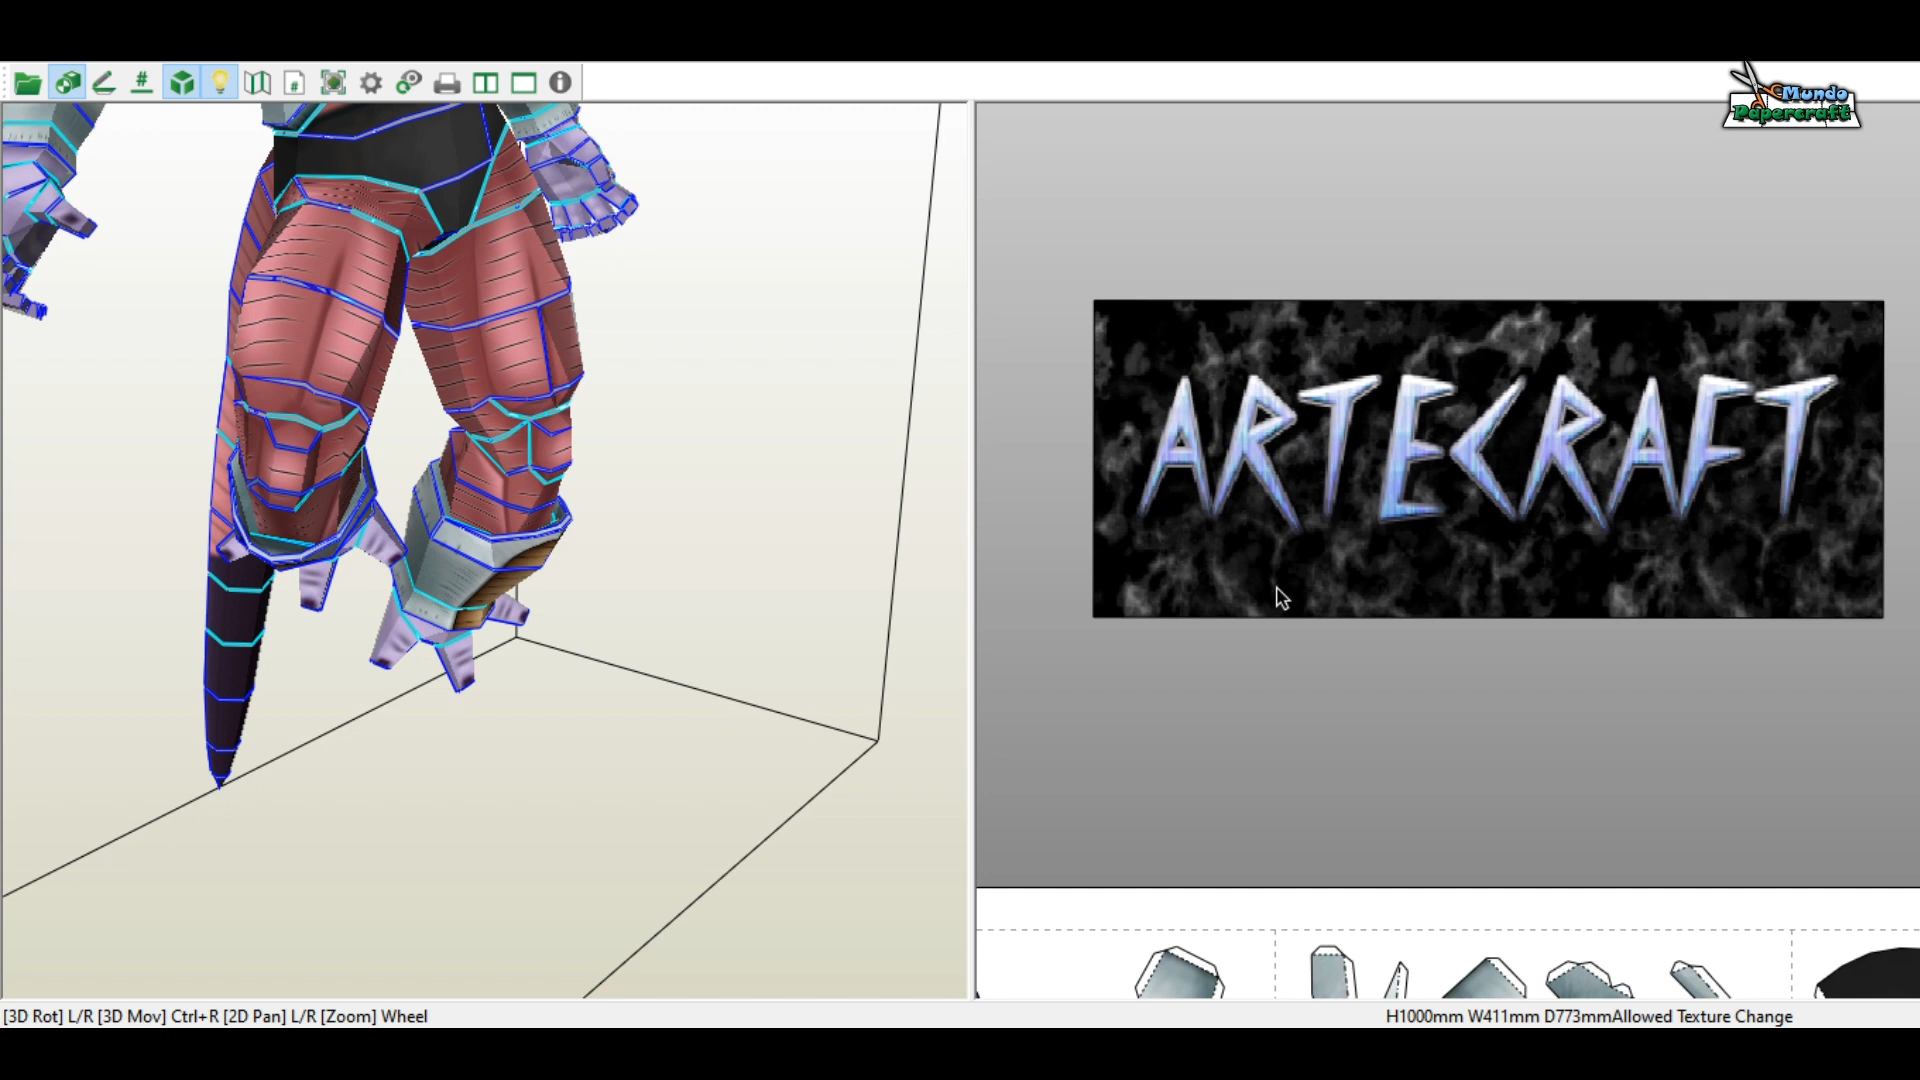 Mundo
Papercraft
ARTECRAFT
[3D Rot] L/R [3D Mov] Ctrl+R [2D Pan] L/R [Zoom] Wheel
H1000mm W411mm D773mmAllowed Texture Change